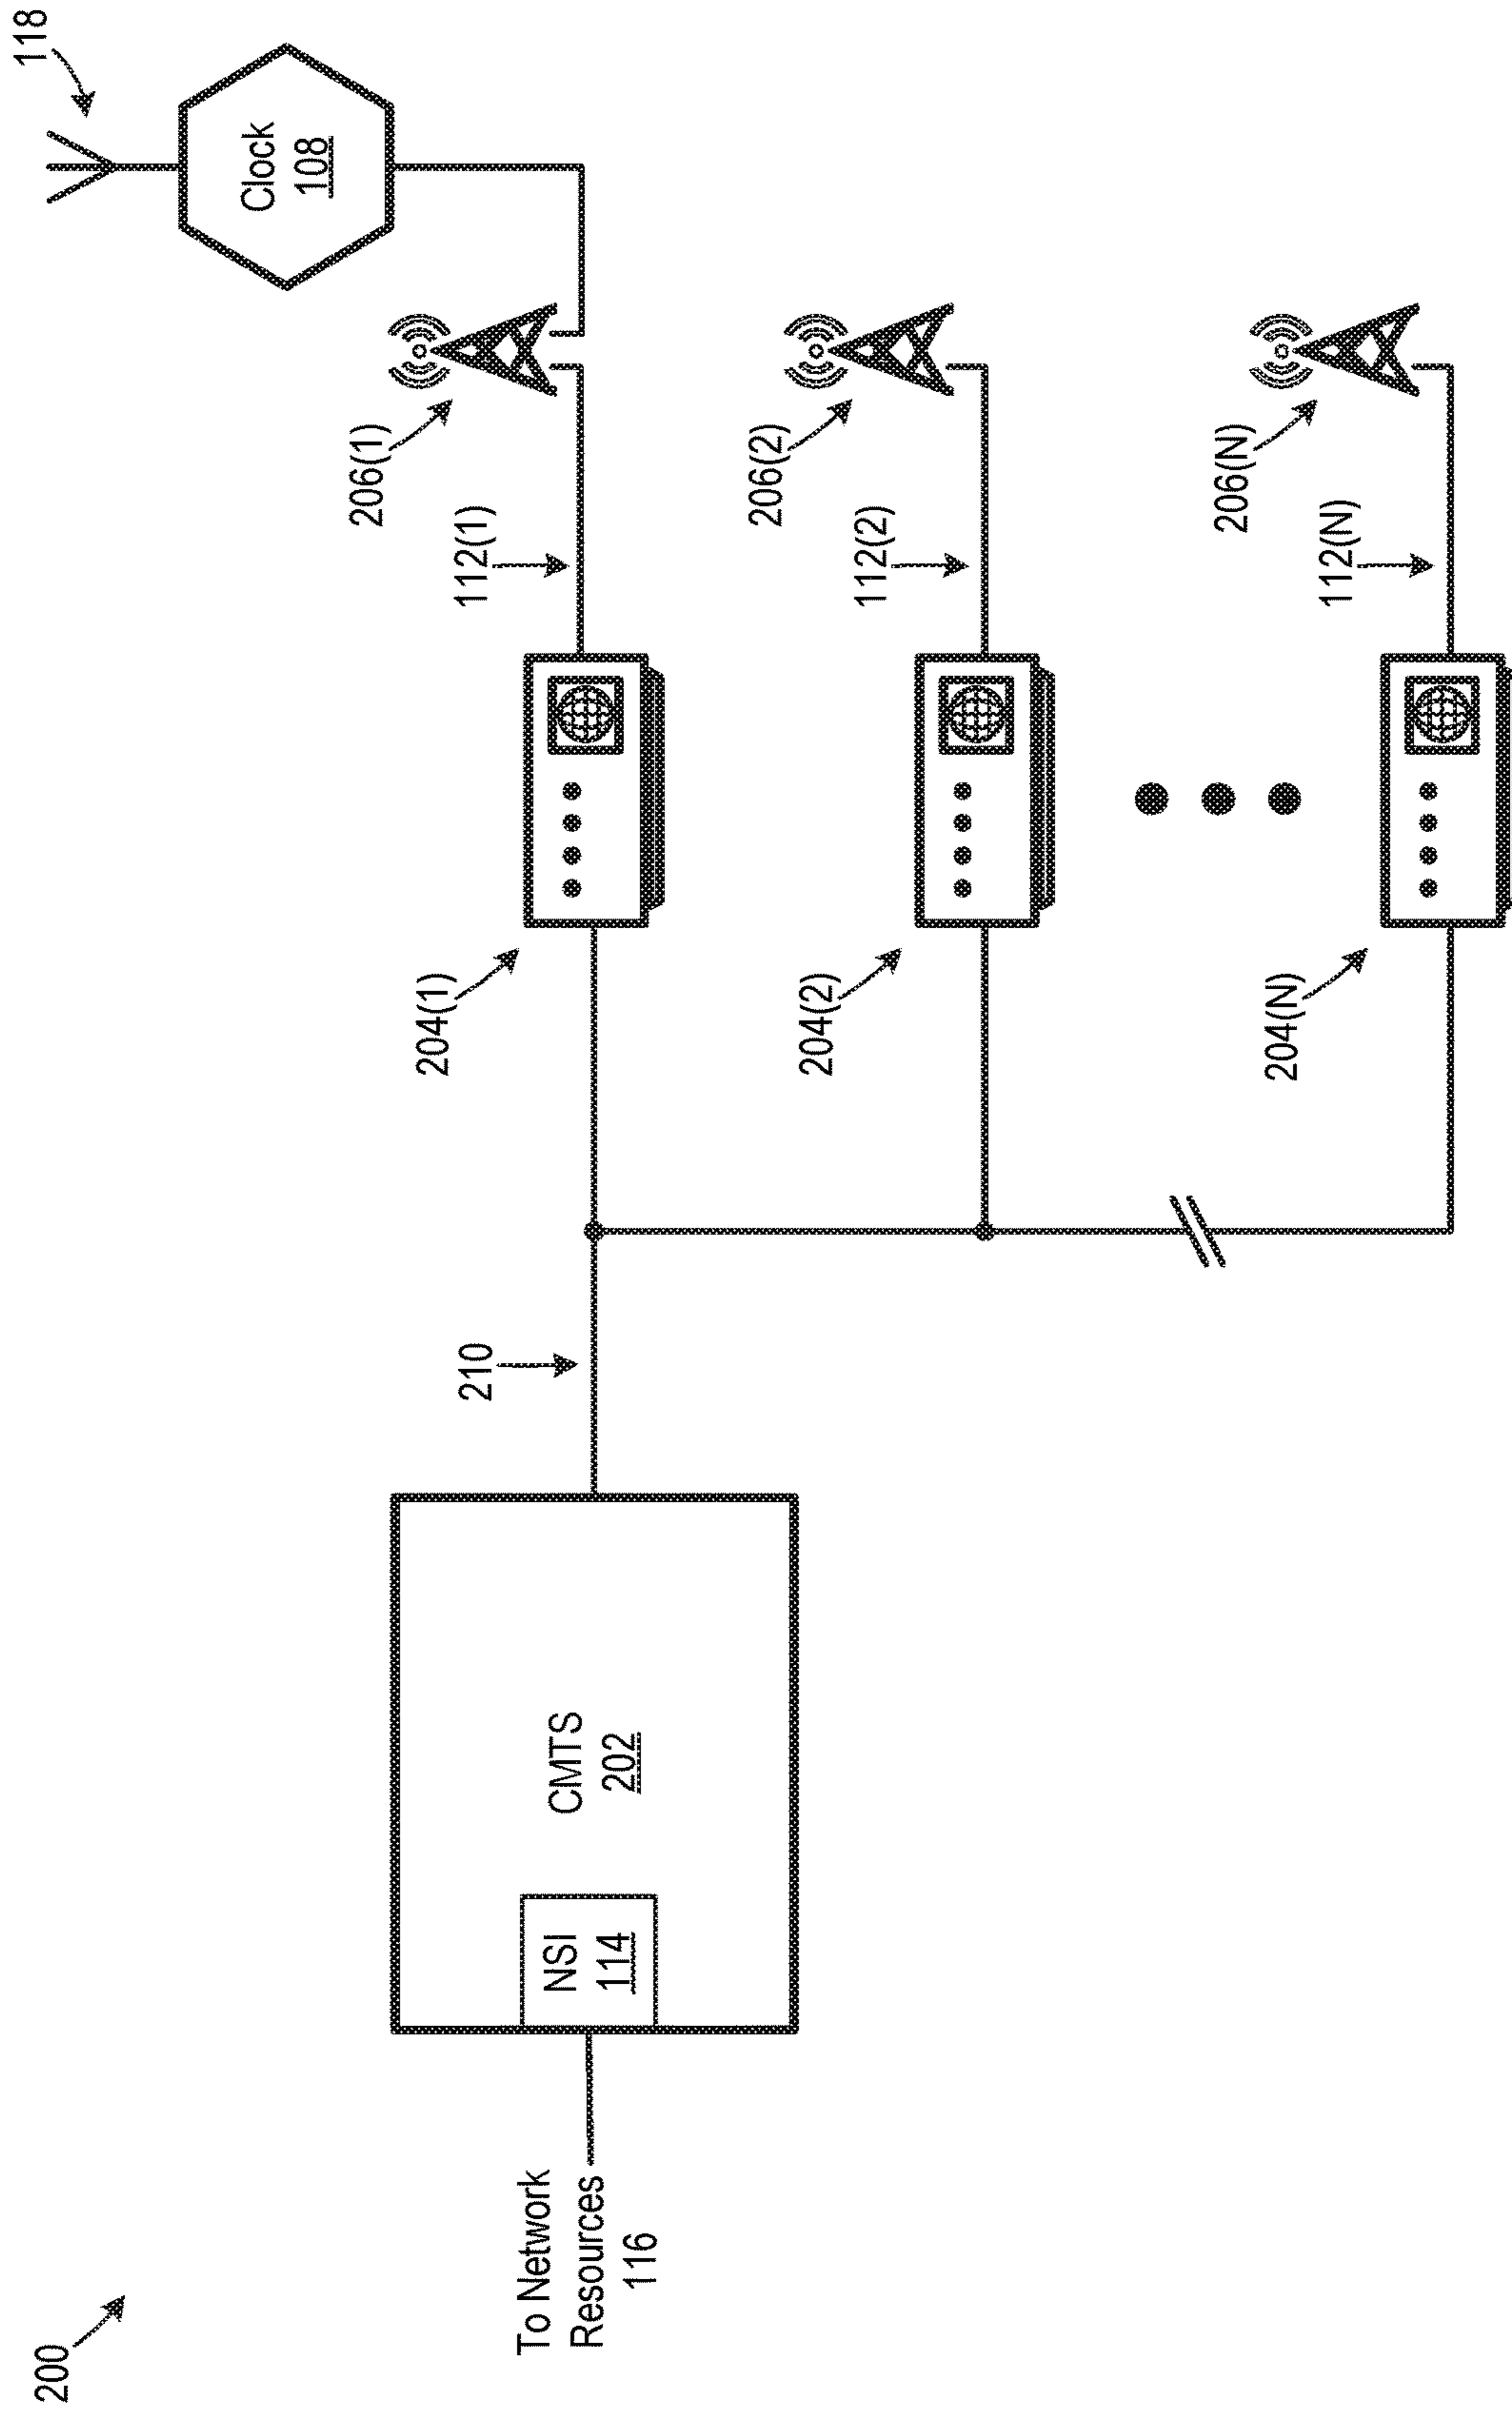 200
118
Clock
108
206(1)
112(1)
204(1)
210
CMTS
202
NSI
114
To Network
Resources
116
206(2)
112(2)
204(2)
206(N)
112(N)
204(N)